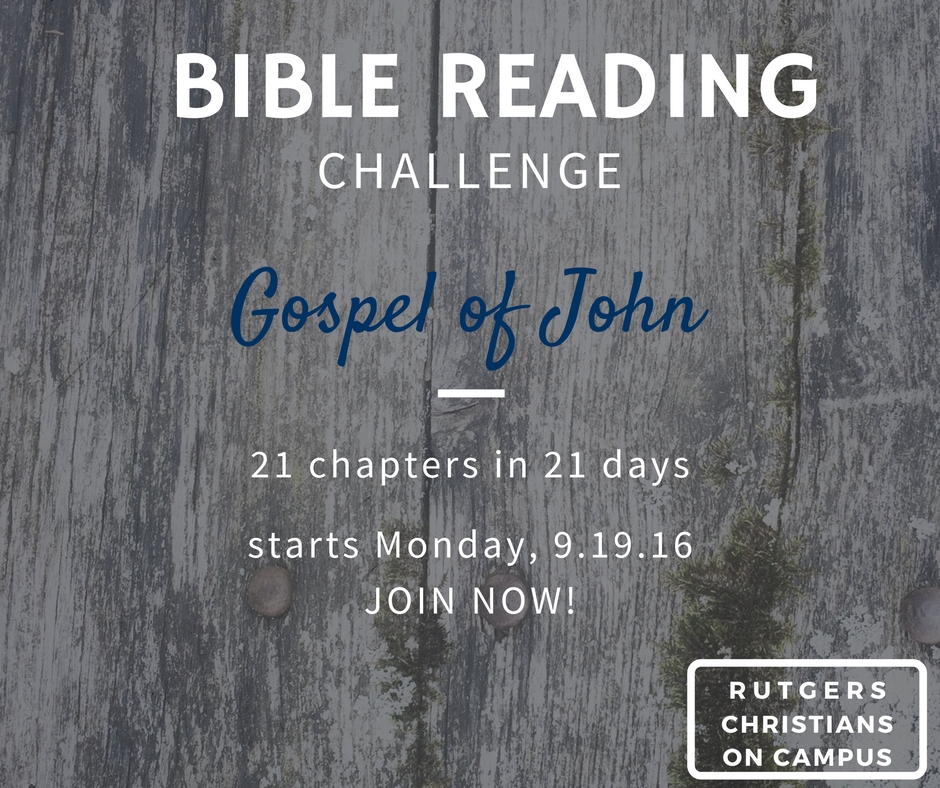 BIBLE READING
CHALLENGE
Gospel of John
21 chapters in 21 days
starts Monday, 9.19.16
JOIN NOW!
RUTGERS
CHRISTIANS
ON CAMPUS